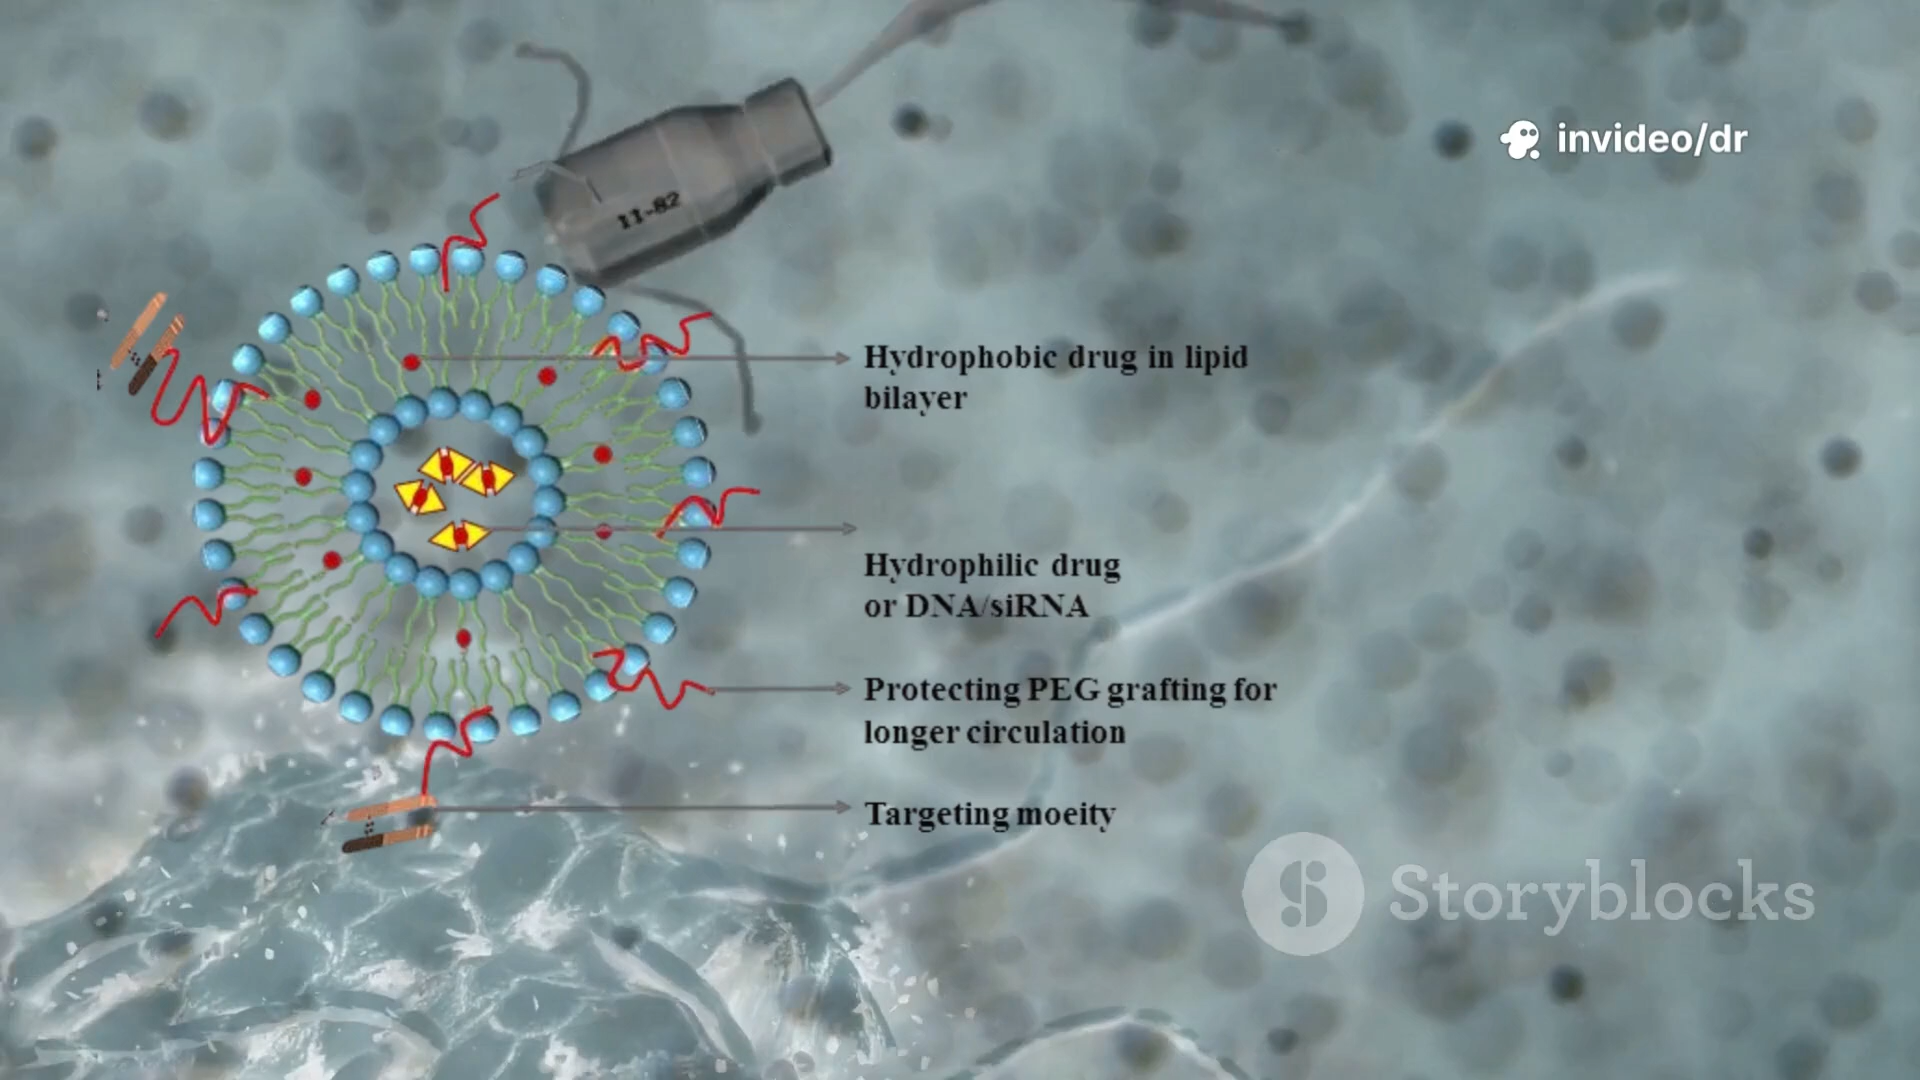 invideo/dr
11-82
Hydrophobic drug in lipid
bilayer
Hydrophilic drug
or DNA/siRNA
Protecting PEG grafting for
longer circulation
Targeting moeity
Storyblocks